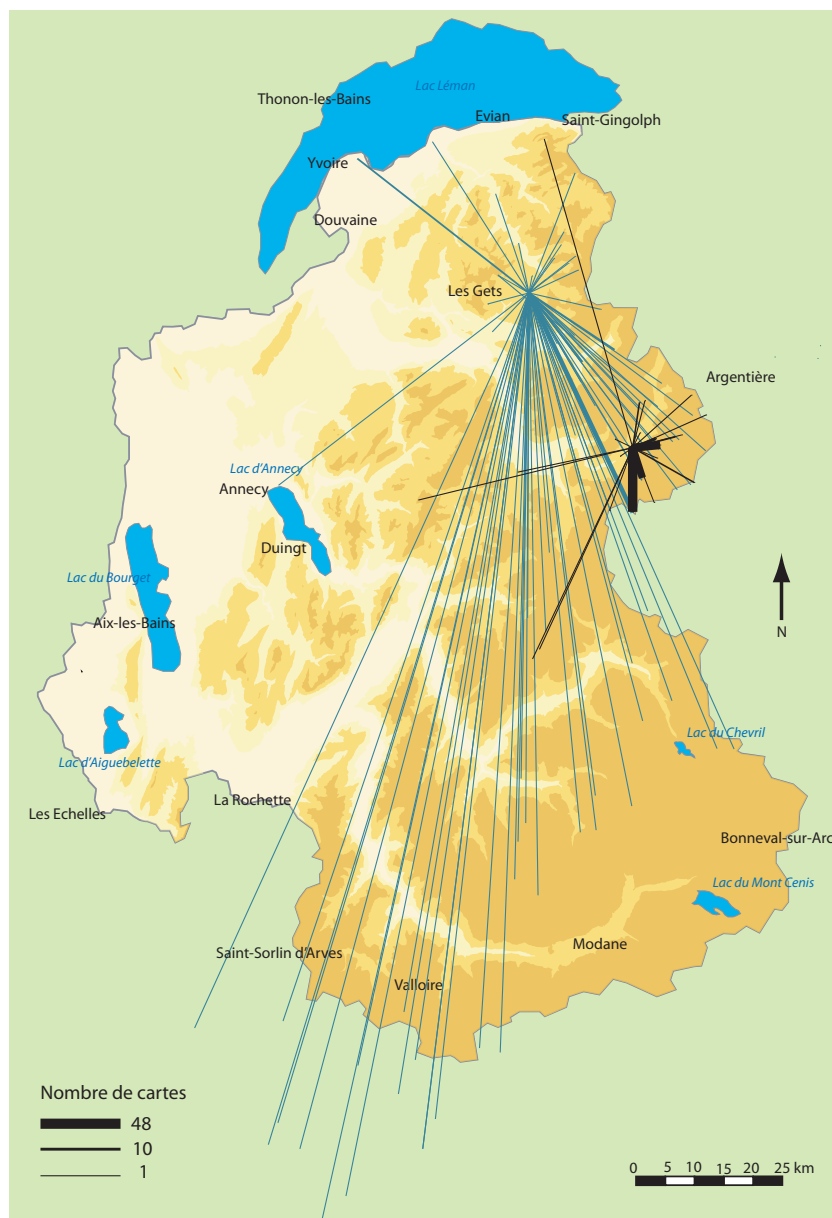 Lac Léman
Thonon-les-Bains
Evian
Saint-Gingolph
Yvoire
Douvaine
Les Gets
Argentière
Lac d'Annecy
Annecy
Duingt
Lac du Bourget
Aix-les-Bains
N
Lac du Chevril
Lac d'Aiguebelette
La Rochette
Les Echelles
Bonneval-sur-Arc
Lac du Mont Cenis
Modane
Saint-Sorlin d'Arves
Valloire
Nombre de cartes
48
10
1
0 5 10 15 20 25 km